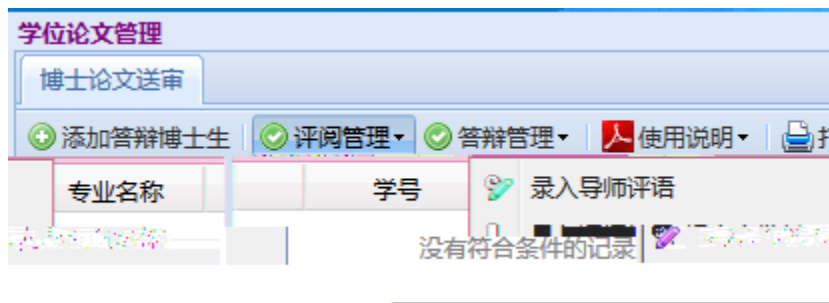 学位论文管理
博士论文送审
添加答辩博士生 评阅管理 答辩管理 使用说明
专业名称 学号 录入导师评语
没有符合条件的记录